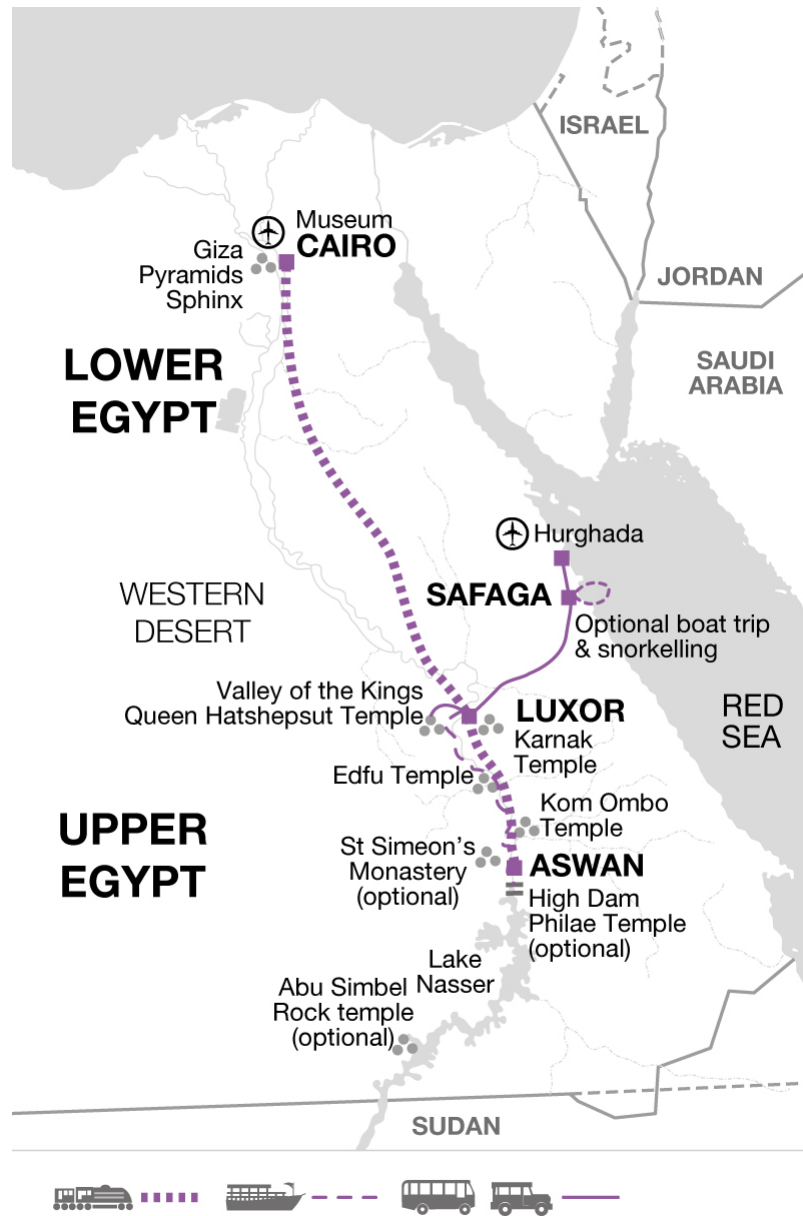 ISRAEL
Museum
CAIRO
Giza
Pyramids
Sphinx
JORDAN
LOWER
EGYPT
SAUDI
ARABIA
Hurghada
WESTERN
DESERT
SAFAGA
Optional boat trip
& snorkelling
Valley of the Kings
Queen Hatshepsut Temple
LUXOR
Karnak
Temple
RED
SEA
Edfu Temple
Kom Ombo
Temple
UPPER
EGYPT
St Simeon's
Monastery
(optional)
ASWAN
High Dam
Philae Temple
(optional)
Lake
Nasser
Abu Simbel
Rock temple
(optional)
SUDAN